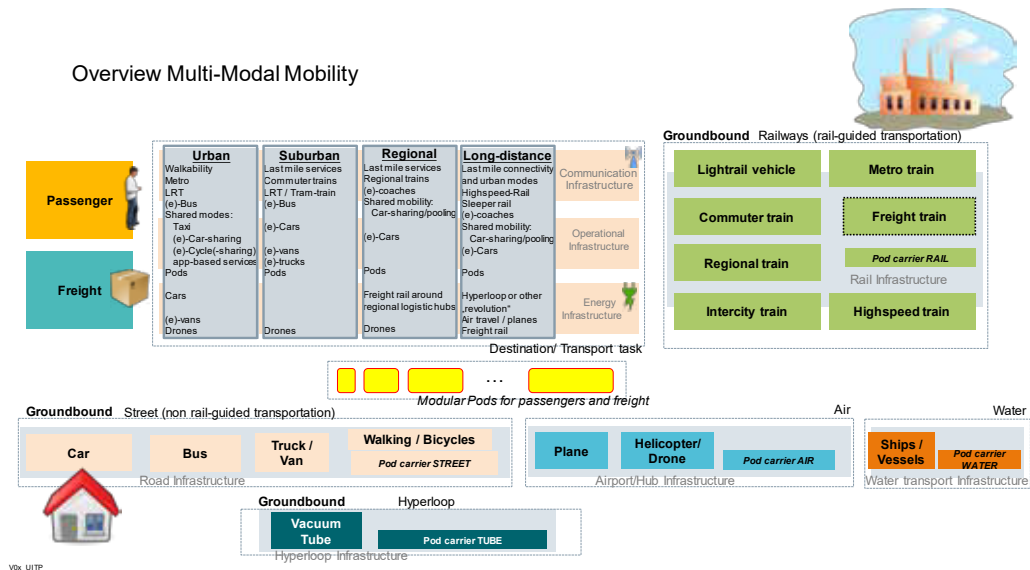 Overview Multi-Modal Mobility
Passenger
Freight
Urban
Walkability
Metro
LRT
(e)-Bus
Shared modes:
Taxi
(e)-Car-sharing
(e)-Cycle(-sharing)
app-based services
Pods
Cars
(e)-vans
Drones
Suburban
Last mile services
Commuter trains
LRT / Tram-train
(e)-Bus
(e)-Cars
(e)-vans
(e)-trucks
Pods
Drones
Regional
Last mile services
Regional trains
(e)-coaches
Shared mobility:
Car-sharing/pooling
(e)-Cars
Pods
Freight rail around
regional logistic hubs
Drones
Long-distance
Last mile connectivity
and urban modes
Highspeed-Rail
Sleeper rail
(e)-coaches
Shared mobility:
Car-sharing/pooling
(e)-Cars
Pods
Hyperloop or other
„revolution“
Air travel / planes
Freight rail
Communication
Infrastructure
Operational
Infrastructure
Energy
Infrastructure
Destination/ Transport task
Groundbound Railways (rail-guided transportation)
Lightrail vehicle
Metro train
Commuter train
Freight train
Regional train
Pod carrier RAIL
Rail Infrastructure
Intercity train
Highspeed train
...
Modular Pods for passengers and freight
Groundbound Street (non rail-guided transportation)
Car
Bus
Truck /
Van
Walking / Bicycles
Pod carrier STREET
Road Infrastructure
Air
Plane
Helicopter/
Drone
Pod carrier AIR
Airport/Hub Infrastructure
Water
Ships /
Vessels
Pod carrier
WATER
Water transport Infrastructure
Groundbound Hyperloop
Vacuum
Tube
Pod carrier TUBE
Hyperloop Infrastructure
V0x UITP